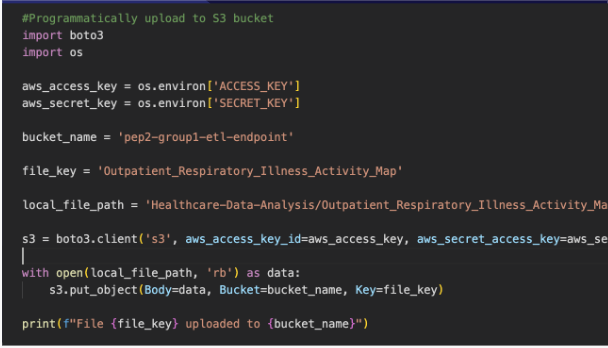 #Programmatically upload to S3 bucket
import boto3
import os
aws_access_key = os.environ['ACCESS_KEY']
aws_secret_key = os.environ['SECRET_KEY']
bucket_name = 'pep2-group1-etl-endpoint'
file_key = 'Outpatient_Respiratory_Illness_Activity_Map'
local_file_path = 'Healthcare-Data-Analysis/Outpatient_Respiratory_Illness_Activity_Ma
s3 = boto3.client('s3', aws_access_key_id=aws_access_key, aws_secret_access_key=aws_se
with open(local_file_path, 'rb') as data:
s3.put_object(Body=data, Bucket=bucket_name, Key=file_key)
print(f"File {file_key} uploaded to {bucket_name}")